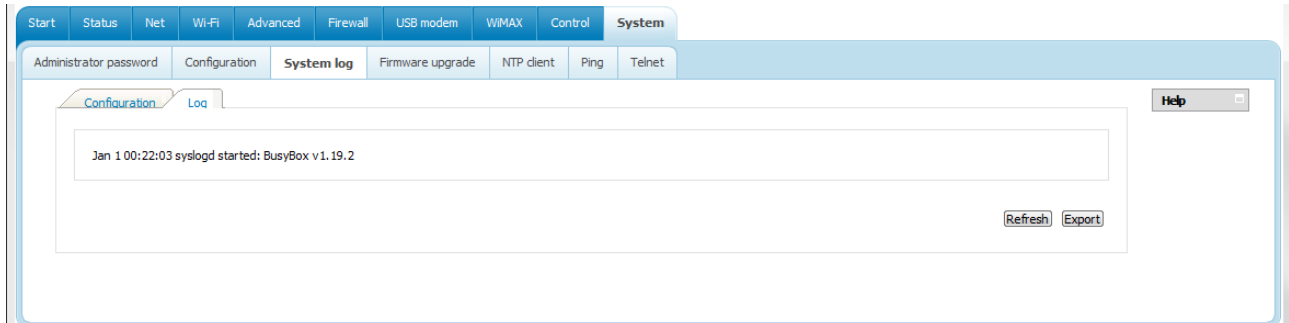 Start Status Net Wi-Fi Advanced Firewall USB modem WiMAX Control System
Administrator password Configuration System log Firmware upgrade NTP client Ping Telnet
Configuration Log
Help
Jan 1 00:22:03 syslogd started: BusyBox v1.19.2
Refresh Export